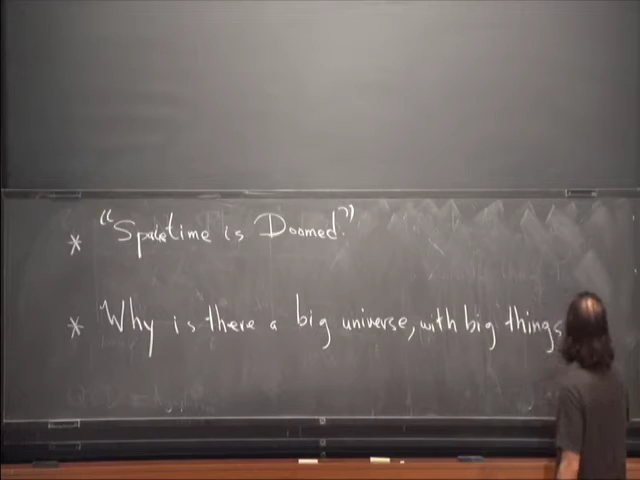 * "Spacetime is Doomed."
* Why is there a big universe, with big things